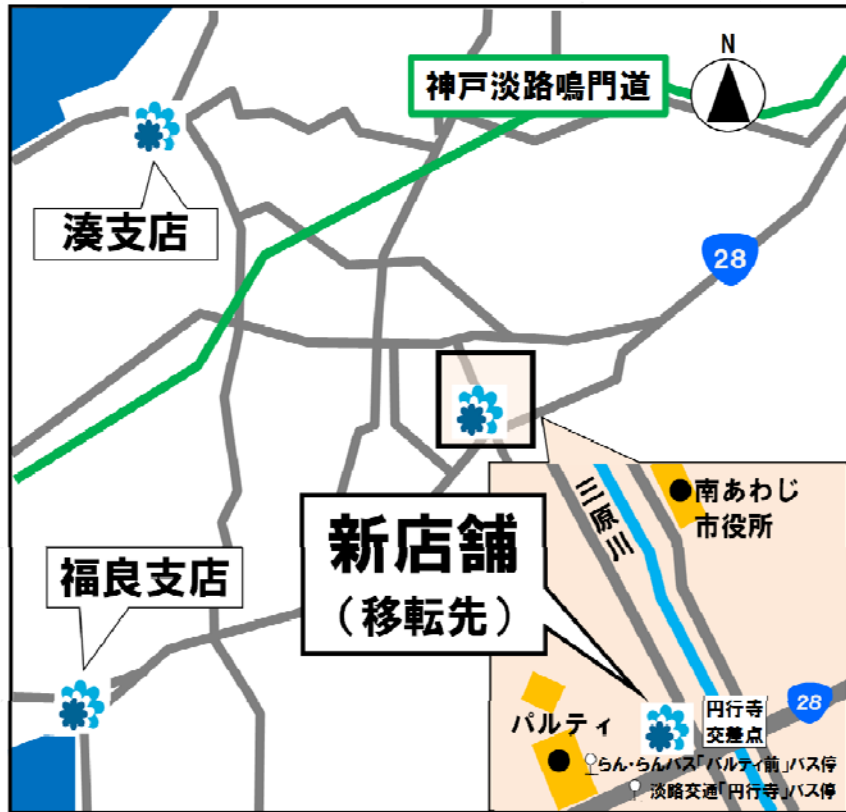 N
神戸淡路鳴門道
湊支店
28
南あわじ
市役所
三原川
新店舗
（移転先）
福良支店
28
円行寺
交差点
パルティ
らん・らんバス「パルティ前」バス停
淡路交通「円行寺」バス停